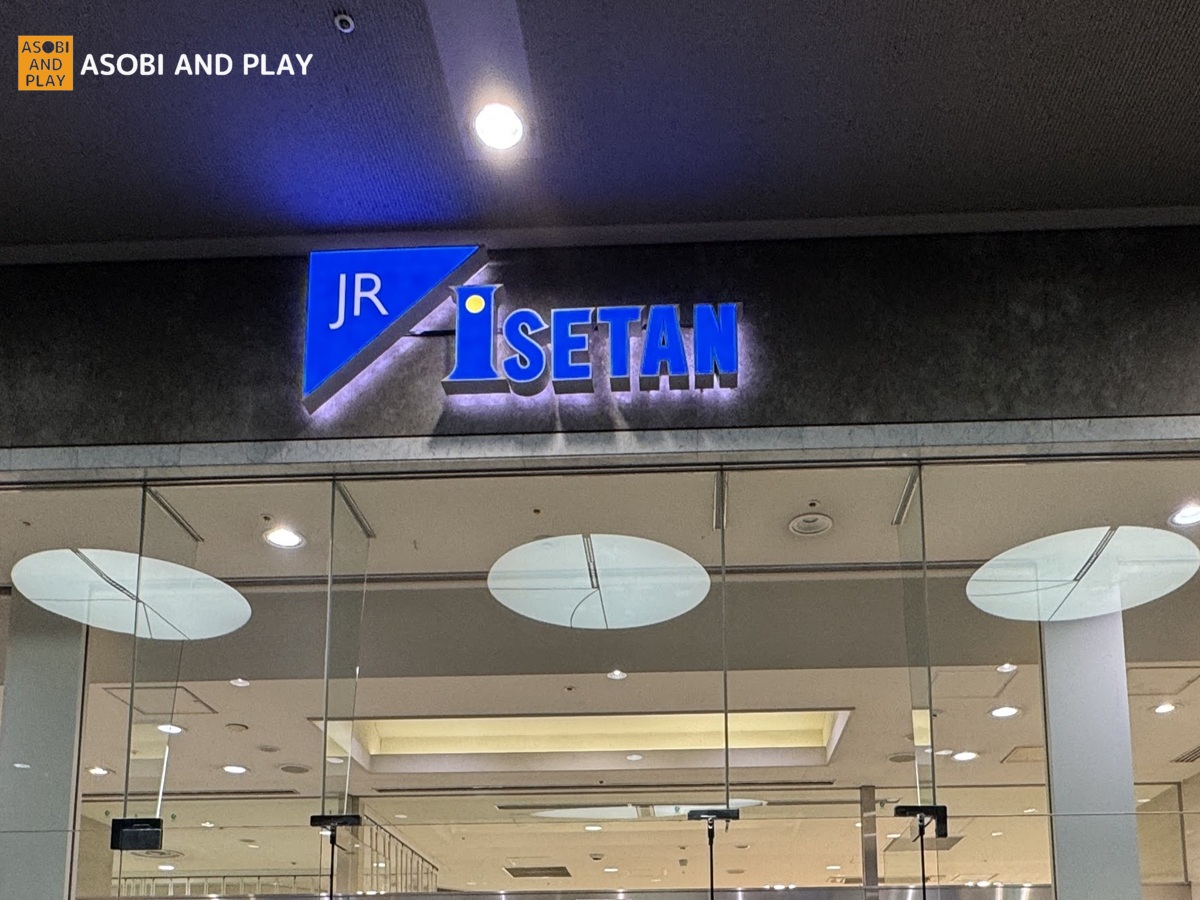 ASOBI
AND
PLAY
ASOBI AND PLAY
JR
ISETAN